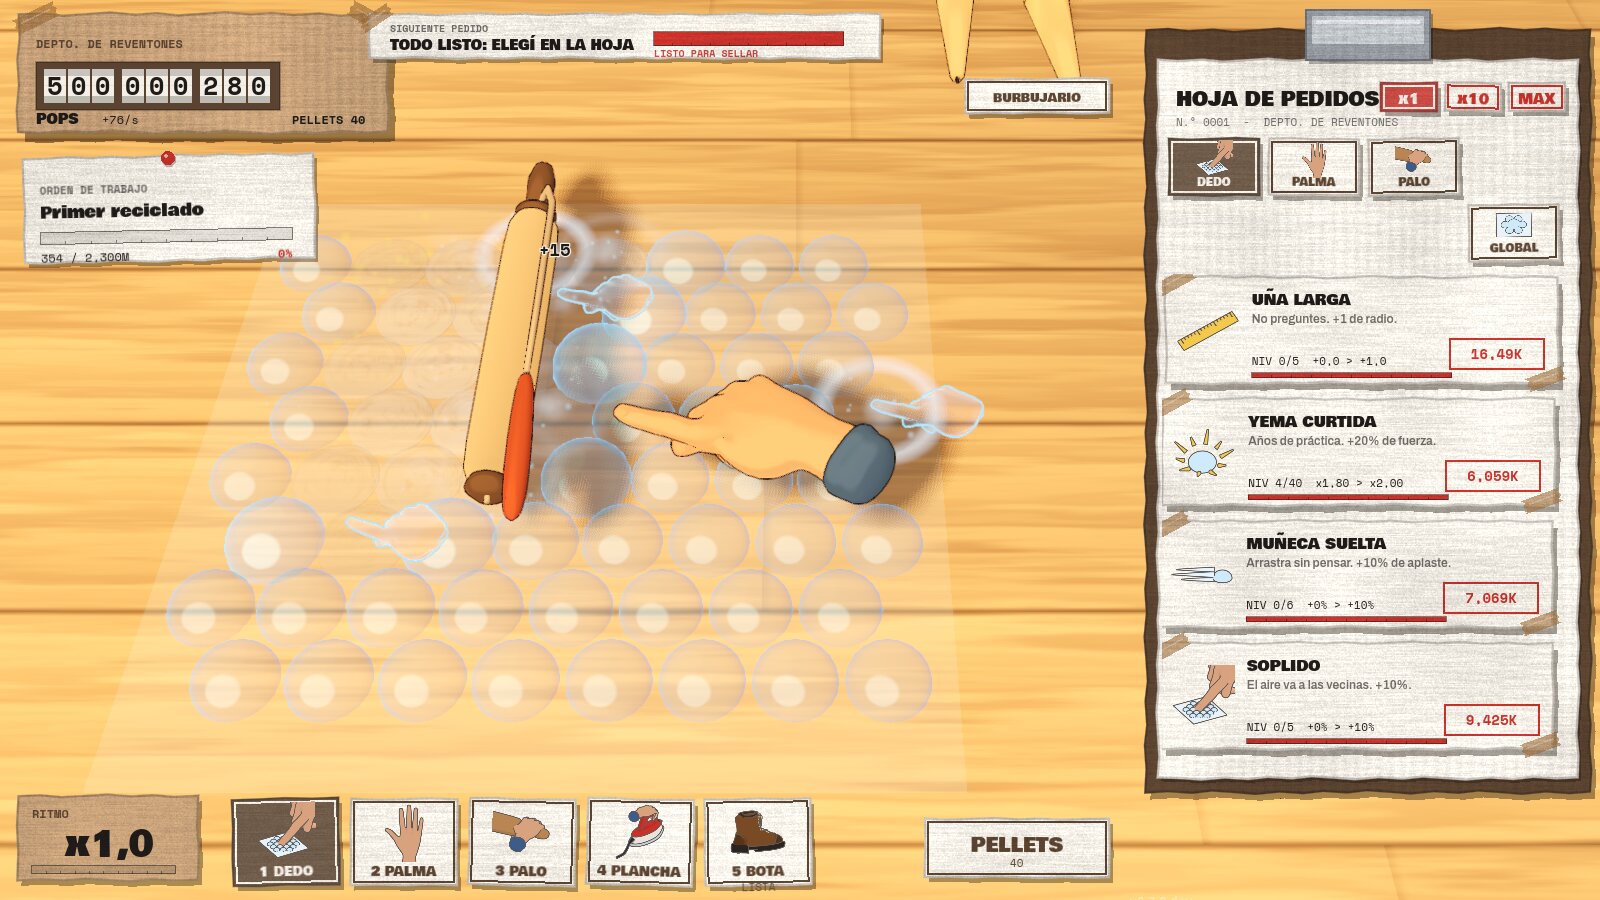 DEPTO. DE REVENTONES
500 000 280
POPS +76/s PELLETS 40
SIGUIENTE PEDIDO
TODO LISTO: ELEGÍ EN LA HOJA
LISTO PARA SELLAR
BURBUJARIO
ORDEN DE TRABAJO
Primer reciclado
354 / 2,300M 0%
+15
HOJA DE PEDIDOS x1 x10 MAX
N.° 0001 - DEPTO. DE REVENTONES
DEDO PALMA PALO
GLOBAL
UÑA LARGA
No preguntes. +1 de radio.
NIV 0/5 +0,0 > +1,0 16,49K
YEMA CURTIDA
Años de práctica. +20% de fuerza.
NIV 4/40 x1,80 > x2,00 6,059K
MUÑECA SUELTA
Arrastra sin pensar. +10% de aplaste.
NIV 0/6 +0% > +10% 7,069K
SOPLIDO
El aire va a las vecinas. +10%.
NIV 0/5 +0% > +10% 9,425K
RITMO
x1,0
1 DEDO 2 PALMA 3 PALO 4 PLANCHA 5 BOTA
LISTA
PELLETS
40